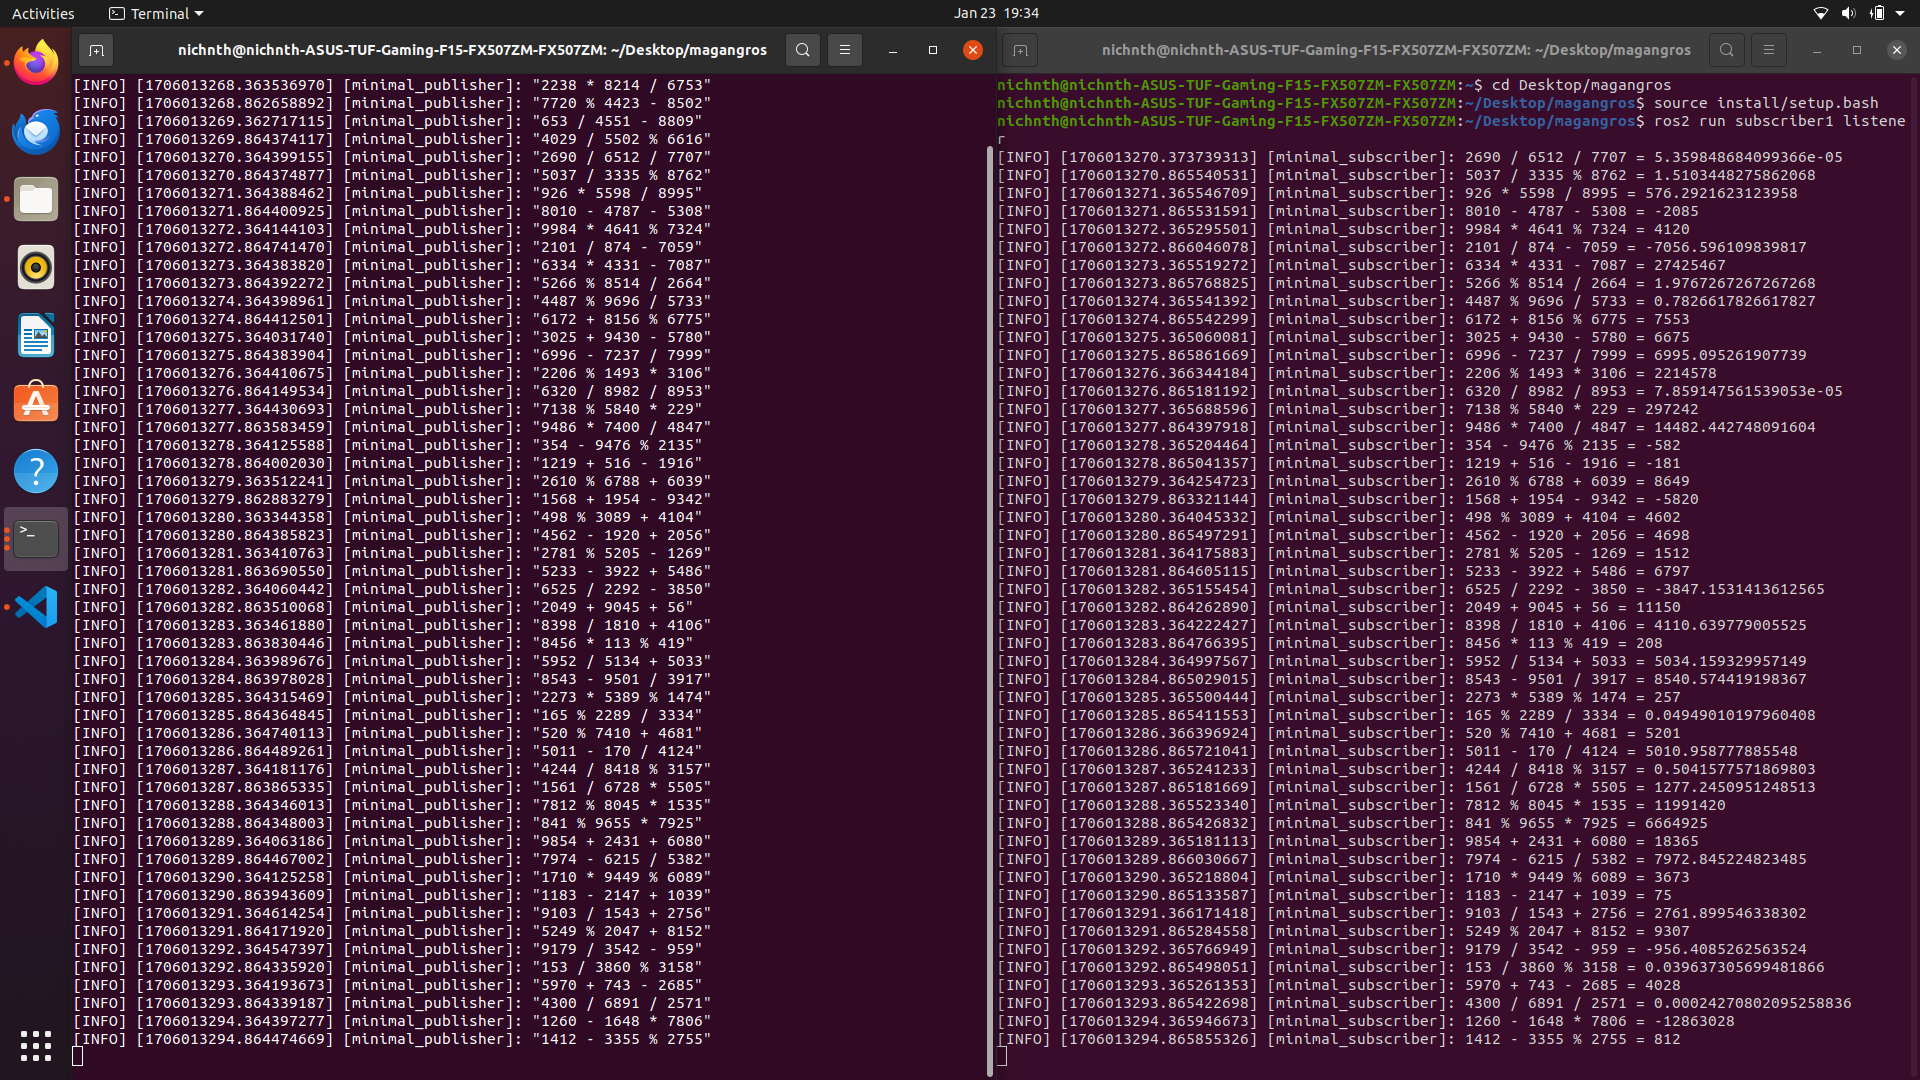 Activities
Terminal
Jan 23 19:34
nichnth@nichnth-ASUS-TUF-Gaming-F15-FX507ZM-FX507ZM: ~/Desktop/magangros
[INFO] [1706013268.363536970] [minimal_publisher]: "2238 * 8214 / 6753"
[INFO] [1706013268.862658892] [minimal_publisher]: "7720 % 4423 - 8502"
[INFO] [1706013269.362717115] [minimal_publisher]: "653 / 4551 - 8809"
[INFO] [1706013269.864374117] [minimal_publisher]: "4029 / 5502 % 6616"
[INFO] [1706013270.364399155] [minimal_publisher]: "2690 / 6512 / 7707"
[INFO] [1706013270.864374877] [minimal_publisher]: "5037 / 3335 % 8762"
[INFO] [1706013271.364388462] [minimal_publisher]: "926 * 5598 / 8995"
[INFO] [1706013271.864400925] [minimal_publisher]: "8010 - 4787 - 5308"
[INFO] [1706013272.364144103] [minimal_publisher]: "9984 * 4641 % 7324"
[INFO] [1706013272.864741470] [minimal_publisher]: "2101 / 874 - 7059"
[INFO] [1706013273.364383820] [minimal_publisher]: "6334 * 4331 - 7087"
[INFO] [1706013273.864392272] [minimal_publisher]: "5266 % 8514 / 2664"
[INFO] [1706013274.364398961] [minimal_publisher]: "4487 % 9696 / 5733"
[INFO] [1706013274.864412501] [minimal_publisher]: "6172 + 8156 % 6775"
[INFO] [1706013275.364031740] [minimal_publisher]: "3025 + 9430 - 5780"
[INFO] [1706013275.864383904] [minimal_publisher]: "6996 - 7237 / 7999"
[INFO] [1706013276.364410675] [minimal_publisher]: "2206 % 1493 * 3106"
[INFO] [1706013276.864149534] [minimal_publisher]: "6320 / 8982 / 8953"
[INFO] [1706013277.364430693] [minimal_publisher]: "7138 % 5840 * 229"
[INFO] [1706013277.863583459] [minimal_publisher]: "9486 * 7400 / 4847"
[INFO] [1706013278.364125588] [minimal_publisher]: "354 - 9476 % 2135"
[INFO] [1706013278.864002030] [minimal_publisher]: "1219 + 516 - 1916"
[INFO] [1706013279.363512241] [minimal_publisher]: "2610 % 6788 + 6039"
[INFO] [1706013279.862883279] [minimal_publisher]: "1568 + 1954 - 9342"
[INFO] [1706013280.363344358] [minimal_publisher]: "498 % 3089 + 4104"
[INFO] [1706013280.864385823] [minimal_publisher]: "4562 - 1920 + 2056"
[INFO] [1706013281.363410763] [minimal_publisher]: "2781 % 5205 - 1269"
[INFO] [1706013281.863690550] [minimal_publisher]: "5233 - 3922 + 5486"
[INFO] [1706013282.364060442] [minimal_publisher]: "6525 / 2292 - 3850"
[INFO] [1706013282.863510068] [minimal_publisher]: "2049 + 9045 + 56"
[INFO] [1706013283.363461880] [minimal_publisher]: "8398 / 1810 + 4106"
[INFO] [1706013283.863830446] [minimal_publisher]: "8456 * 113 % 419"
[INFO] [1706013284.363989676] [minimal_publisher]: "5952 / 5134 + 5033"
[INFO] [1706013284.863978028] [minimal_publisher]: "8543 - 9501 / 3917"
[INFO] [1706013285.364315469] [minimal_publisher]: "2273 * 5389 % 1474"
[INFO] [1706013285.864364845] [minimal_publisher]: "165 % 2289 / 3334"
[INFO] [1706013286.364740113] [minimal_publisher]: "520 % 7410 + 4681"
[INFO] [1706013286.864489261] [minimal_publisher]: "5011 - 170 / 4124"
[INFO] [1706013287.364181176] [minimal_publisher]: "4244 / 8418 % 3157"
[INFO] [1706013287.863865335] [minimal_publisher]: "1561 / 6728 * 5505"
[INFO] [1706013288.364346013] [minimal_publisher]: "7812 % 8045 * 1535"
[INFO] [1706013288.864348003] [minimal_publisher]: "841 % 9655 * 7925"
[INFO] [1706013289.364063186] [minimal_publisher]: "9854 + 2431 + 6080"
[INFO] [1706013289.864467002] [minimal_publisher]: "7974 - 6215 / 5382"
[INFO] [1706013290.364125258] [minimal_publisher]: "1710 * 9449 % 6089"
[INFO] [1706013290.863943609] [minimal_publisher]: "1183 - 2147 + 1039"
[INFO] [1706013291.364614254] [minimal_publisher]: "9103 / 1543 + 2756"
[INFO] [1706013291.864171920] [minimal_publisher]: "5249 % 2047 + 8152"
[INFO] [1706013292.364547397] [minimal_publisher]: "9179 / 3542 - 959"
[INFO] [1706013292.864335920] [minimal_publisher]: "153 / 3860 % 3158"
[INFO] [1706013293.364193673] [minimal_publisher]: "5970 + 743 - 2685"
[INFO] [1706013293.864339187] [minimal_publisher]: "4300 / 6891 / 2571"
[INFO] [1706013294.364397277] [minimal_publisher]: "1260 - 1648 * 7806"
[INFO] [1706013294.864474669] [minimal_publisher]: "1412 - 3355 % 2755"
nichnth@nichnth-ASUS-TUF-Gaming-F15-FX507ZM-FX507ZM: ~/Desktop/magangros
nichnth@nichnth-ASUS-TUF-Gaming-F15-FX507ZM-FX507ZM:~$ cd Desktop/magangros
nichnth@nichnth-ASUS-TUF-Gaming-F15-FX507ZM-FX507ZM:~/Desktop/magangros$ source install/setup.bash
nichnth@nichnth-ASUS-TUF-Gaming-F15-FX507ZM-FX507ZM:~/Desktop/magangros$ ros2 run subscriber1 listene
r
[INFO] [1706013270.373739313] [minimal_subscriber]: 2690 / 6512 / 7707 = 5.359848684099366e-05
[INFO] [1706013270.865540531] [minimal_subscriber]: 5037 / 3335 % 8762 = 1.5103448275862068
[INFO] [1706013271.365546709] [minimal_subscriber]: 926 * 5598 / 8995 = 576.2921623123958
[INFO] [1706013271.865531591] [minimal_subscriber]: 8010 - 4787 - 5308 = -2085
[INFO] [1706013272.365295501] [minimal_subscriber]: 9984 * 4641 % 7324 = 4120
[INFO] [1706013272.866046078] [minimal_subscriber]: 2101 / 874 - 7059 = -7056.596109839817
[INFO] [1706013273.365519272] [minimal_subscriber]: 6334 * 4331 - 7087 = 27425467
[INFO] [1706013273.865768825] [minimal_subscriber]: 5266 % 8514 / 2664 = 1.9767267267267268
[INFO] [1706013274.365541392] [minimal_subscriber]: 4487 % 9696 / 5733 = 0.7826617826617827
[INFO] [1706013274.865542299] [minimal_subscriber]: 6172 + 8156 % 6775 = 7553
[INFO] [1706013275.365060081] [minimal_subscriber]: 3025 + 9430 - 5780 = 6675
[INFO] [1706013275.865861669] [minimal_subscriber]: 6996 - 7237 / 7999 = 6995.095261907739
[INFO] [1706013276.366344184] [minimal_subscriber]: 2206 % 1493 * 3106 = 2214578
[INFO] [1706013276.865181192] [minimal_subscriber]: 6320 / 8982 / 8953 = 7.859147561539053e-05
[INFO] [1706013277.365688596] [minimal_subscriber]: 7138 % 5840 * 229 = 297242
[INFO] [1706013277.864397918] [minimal_subscriber]: 9486 * 7400 / 4847 = 14482.442748091604
[INFO] [1706013278.365204464] [minimal_subscriber]: 354 - 9476 % 2135 = -582
[INFO] [1706013278.865041357] [minimal_subscriber]: 1219 + 516 - 1916 = -181
[INFO] [1706013279.364254723] [minimal_subscriber]: 2610 % 6788 + 6039 = 8649
[INFO] [1706013279.863321144] [minimal_subscriber]: 1568 + 1954 - 9342 = -5820
[INFO] [1706013280.364045332] [minimal_subscriber]: 498 % 3089 + 4104 = 4602
[INFO] [1706013280.865497291] [minimal_subscriber]: 4562 - 1920 + 2056 = 4698
[INFO] [1706013281.364175883] [minimal_subscriber]: 2781 % 5205 - 1269 = 1512
[INFO] [1706013281.864605115] [minimal_subscriber]: 5233 - 3922 + 5486 = 6797
[INFO] [1706013282.365155454] [minimal_subscriber]: 6525 / 2292 - 3850 = -3847.1531413612565
[INFO] [1706013282.864262890] [minimal_subscriber]: 2049 + 9045 + 56 = 11150
[INFO] [1706013283.364222427] [minimal_subscriber]: 8398 / 1810 + 4106 = 4110.639779005525
[INFO] [1706013283.864766395] [minimal_subscriber]: 8456 * 113 % 419 = 208
[INFO] [1706013284.364997567] [minimal_subscriber]: 5952 / 5134 + 5033 = 5034.159329957149
[INFO] [1706013284.865029015] [minimal_subscriber]: 8543 - 9501 / 3917 = 8540.574419198367
[INFO] [1706013285.365500444] [minimal_subscriber]: 2273 * 5389 % 1474 = 257
[INFO] [1706013285.865411553] [minimal_subscriber]: 165 % 2289 / 3334 = 0.04949010197960408
[INFO] [1706013286.366396924] [minimal_subscriber]: 520 % 7410 + 4681 = 5201
[INFO] [1706013286.865721041] [minimal_subscriber]: 5011 - 170 / 4124 = 5010.958777885548
[INFO] [1706013287.365241233] [minimal_subscriber]: 4244 / 8418 % 3157 = 0.5041577571869803
[INFO] [1706013287.865181669] [minimal_subscriber]: 1561 / 6728 * 5505 = 1277.2450951248513
[INFO] [1706013288.365523340] [minimal_subscriber]: 7812 % 8045 * 1535 = 11991420
[INFO] [1706013288.865426832] [minimal_subscriber]: 841 % 9655 * 7925 = 6664925
[INFO] [1706013289.365181113] [minimal_subscriber]: 9854 + 2431 + 6080 = 18365
[INFO] [1706013289.866030667] [minimal_subscriber]: 7974 - 6215 / 5382 = 7972.845224823485
[INFO] [1706013290.365218804] [minimal_subscriber]: 1710 * 9449 % 6089 = 3673
[INFO] [1706013290.865133587] [minimal_subscriber]: 1183 - 2147 + 1039 = 75
[INFO] [1706013291.366171418] [minimal_subscriber]: 9103 / 1543 + 2756 = 2761.899546338302
[INFO] [1706013291.865284558] [minimal_subscriber]: 5249 % 2047 + 8152 = 9307
[INFO] [1706013292.365766949] [minimal_subscriber]: 9179 / 3542 - 959 = -956.4085262563524
[INFO] [1706013292.865498051] [minimal_subscriber]: 153 / 3860 % 3158 = 0.039637305699481866
[INFO] [1706013293.365261353] [minimal_subscriber]: 5970 + 743 - 2685 = 4028
[INFO] [1706013293.865422698] [minimal_subscriber]: 4300 / 6891 / 2571 = 0.00024270802095258836
[INFO] [1706013294.365946673] [minimal_subscriber]: 1260 - 1648 * 7806 = -12863028
[INFO] [1706013294.865855326] [minimal_subscriber]: 1412 - 3355 % 2755 = 812